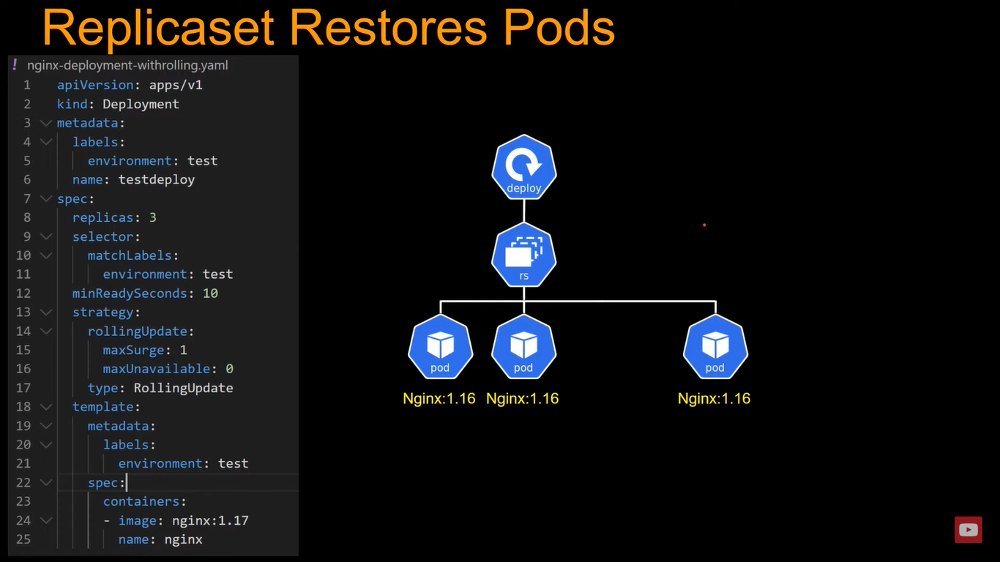 Replicaset Restores Pods
! nginx-deployment-withrolling.yaml
1 apiVersion: apps/v1
2 kind: Deployment
3 metadata:
4 labels:
5 environment: test
6 name: testdeploy
7 spec:
8 replicas: 3
9 selector:
10 matchLabels:
11 environment: test
12 minReadySeconds: 10
13 strategy:
14 rollingUpdate:
15 maxSurge: 1
16 maxUnavailable: 0
17 type: RollingUpdate
18 template:
19 metadata:
20 labels:
21 environment: test
22 spec:
23 containers:
24 - image: nginx:1.17
25 name: nginx
deploy
rs
pod pod pod
Nginx:1.16 Nginx:1.16 Nginx:1.16